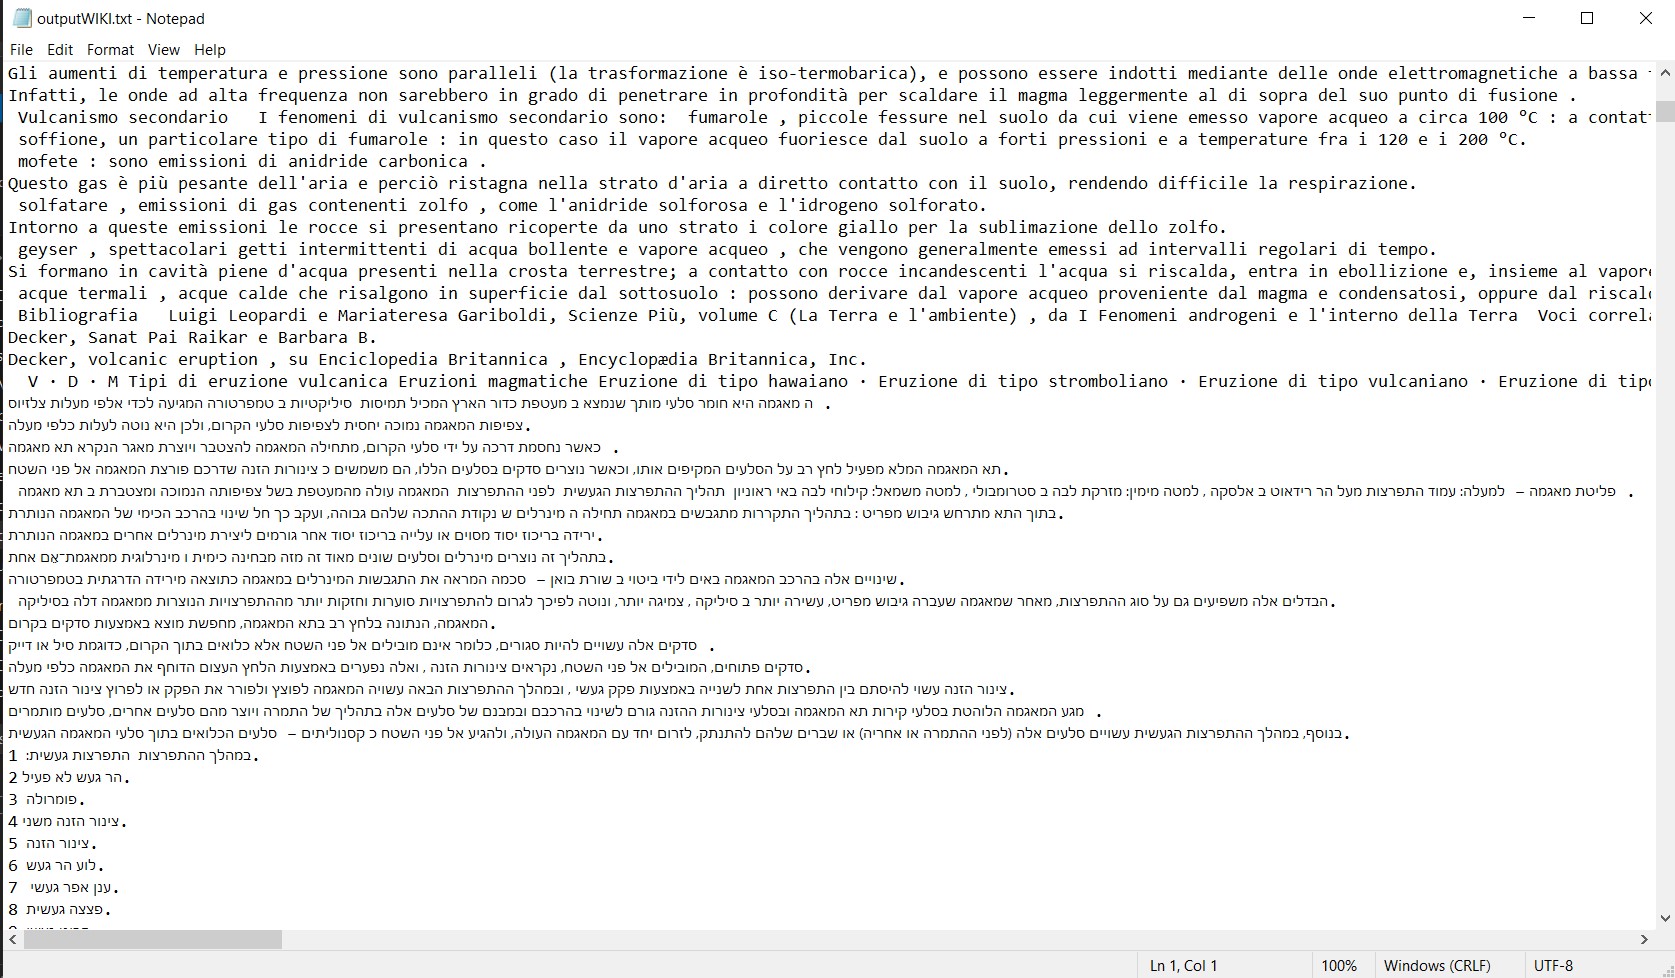 outputWIKI.txt - Notepad
File Edit Format View Help
Gli aumenti di temperatura e pressione sono paralleli (la trasformazione è iso-termobarica), e possono essere indotti mediante delle onde elettromagnetiche a bassa
Infatti, le onde ad alta frequenza non sarebbero in grado di penetrare in profondità per scaldare il magma leggermente al di sopra del suo punto di fusione .
Vulcanismo secondario I fenomeni di vulcanismo secondario sono: fumarole , piccole fessure nel suolo da cui viene emesso vapore acqueo a circa 100 °C : a contat
soffione, un particolare tipo di fumarole : in questo caso il vapore acqueo fuoriesce dal suolo a forti pressioni e a temperature fra i 120 e i 200 °C.
mofete : sono emissioni di anidride carbonica .
Questo gas è più pesante dell'aria e perciò ristagna nella strato d'aria a diretto contatto con il suolo, rendendo difficile la respirazione.
solfatare , emissioni di gas contenenti zolfo , come l'anidride solforosa e l'idrogeno solforato.
Intorno a queste emissioni le rocce si presentano ricoperte da uno strato i colore giallo per la sublimazione dello zolfo.
geyser , spettacolari getti intermittenti di acqua bollente e vapore acqueo , che vengono generalmente emessi ad intervalli regolari di tempo.
Si formano in cavità piene d'acqua presenti nella crosta terrestre; a contatto con rocce incandescenti l'acqua si riscalda, entra in ebollizione e, insieme al vapor
acque termali , acque calde che risalgono in superficie dal sottosuolo : possono derivare dal vapore acqueo proveniente dal magma e condensatosi, oppure dal riscal
Bibliografia Luigi Leopardi e Mariateresa Gariboldi, Scienze Più, volume C (La Terra e l'ambiente) , da I Fenomeni androgeni e l'interno della Terra Voci correl
Decker, Sanat Pai Raikar e Barbara B.
Decker, volcanic eruption , su Enciclopedia Britannica , Encyclopædia Britannica, Inc.
V · D · M Tipi di eruzione vulcanica Eruzioni magmatiche Eruzione di tipo hawaiano · Eruzione di tipo stromboliano · Eruzione di tipo vulcaniano · Eruzione di tip
ה מאגמה היא חומר סלעי מותך שנמצא ב מעטפת כדור הארץ המכיל תמיסות סיליקטיות ב טמפרטורה המגיעה לכדי אלפי מעלות צלזיוס .
צפיפות המאגמה נמוכה יחסית לצפיפות סלעי הקרום, ולכן היא נוטה לעלות כלפי מעלה.
כאשר נחסמת דרכה על ידי סלעי הקרום, מתחילה המאגמה להצטבר ויוצרת מאגר הנקרא תא מאגמה .
תא המאגמה המלא מפעיל לחץ רב על הסלעים המקיפים אותו, וכאשר נוצרים סדקים בסלעים הללו, הם משמשים כ צינורות הזנה שדרכם פורצת המאגמה אל פני השטח.
פליטת מאגמה – למעלה: עמוד התפרצות מעל הר רידאוט ב אלסקה , למטה מימין: מזרקת לבה ב סטרומבולי , למטה משמאל: קילוחי לבה באי ראוניון תהליך ההתפרצות הגעשית לפני ההתפרצות המאגמה עולה מהמעטפת בשל צפיפותה הנמוכה ומצטברת ב תא מאגמה .
בתוך התא מתרחש גיבוש מפריט : בתהליך התקררות מתגבשים במאגמה תחילה ה מינרלים ש נקודת ההתכה שלהם גבוהה, ועקב כך חל שינוי בהרכב הכימי של המאגמה הנותרת.
ירידה בריכוז יסוד מסוים או עלייה בריכוז יסוד אחר גורמים ליצירת מינרלים אחרים במאגמה הנותרת.
בתהליך זה נוצרים מינרלים וסלעים שונים מאוד זה מזה מבחינה כימית ו מינרלוגית ממאגמת־אֵם אחת.
שינויים אלה בהרכב המאגמה באים לידי ביטוי ב שורת בואן – סכמה המראה את התגבשות המינרלים במאגמה כתוצאה מירידה הדרגתית בטמפרטורה.
הבדלים אלה משפיעים גם על סוג ההתפרצות, מאחר שמאגמה שעברה גיבוש מפריט, עשירה יותר ב סיליקה , צמיגה יותר, ונוטה לפיכך לגרום להתפרצויות סוערות וחזקות יותר מההתפרצויות הנוצרות ממאגמה דלה בסיליקה.
המאגמה, הנתונה בלחץ רב בתא המאגמה, מחפשת מוצא באמצעות סדקים בקרום.
סדקים אלה עשויים להיות סגורים, כלומר אינם מובילים אל פני השטח אלא כלואים בתוך הקרום, כדוגמת סיל או דייק .
סדקים פתוחים, המובילים אל פני השטח, נקראים צינורות הזנה , ואלה נפערים באמצעות הלחץ העצום הדוחף את המאגמה כלפי מעלה.
צינור הזנה עשוי להיסתם בין התפרצות אחת לשנייה באמצעות פקק געשי , ובמהלך ההתפרצות הבאה עשויה המאגמה לפוצץ ולפורר את הפקק או לפרוץ צינור הזנה חדש.
מגע המאגמה הלוהטת בסלעי קירות תא המאגמה ובסלעי צינורות ההזנה גורם לשינוי בהרכבם ובמבנם של סלעים אלה בתהליך של התמרה ויוצר מהם סלעים אחרים, סלעים מותמרים .
בנוסף, במהלך ההתפרצות הגעשית עשויים סלעים אלה (לפני ההתמרה או אחריה) או שברים שלהם להתנתק, לזרום יחד עם המאגמה העולה, ולהגיע אל פני השטח כ קסנוליתים – סלעים הכלואים בתוך סלעי המאגמה הגעשית.
במהלך ההתפרצות התפרצות געשית: 1.
2 הר געש לא פעיל.
3 פומרולה.
4 צינור הזנה משני.
5 צינור הזנה.
6 לוע הר געש.
7 ענן אפר געשי.
8 פצצה געשית.
Ln 1, Col 1 100% Windows (CRLF) UTF-8